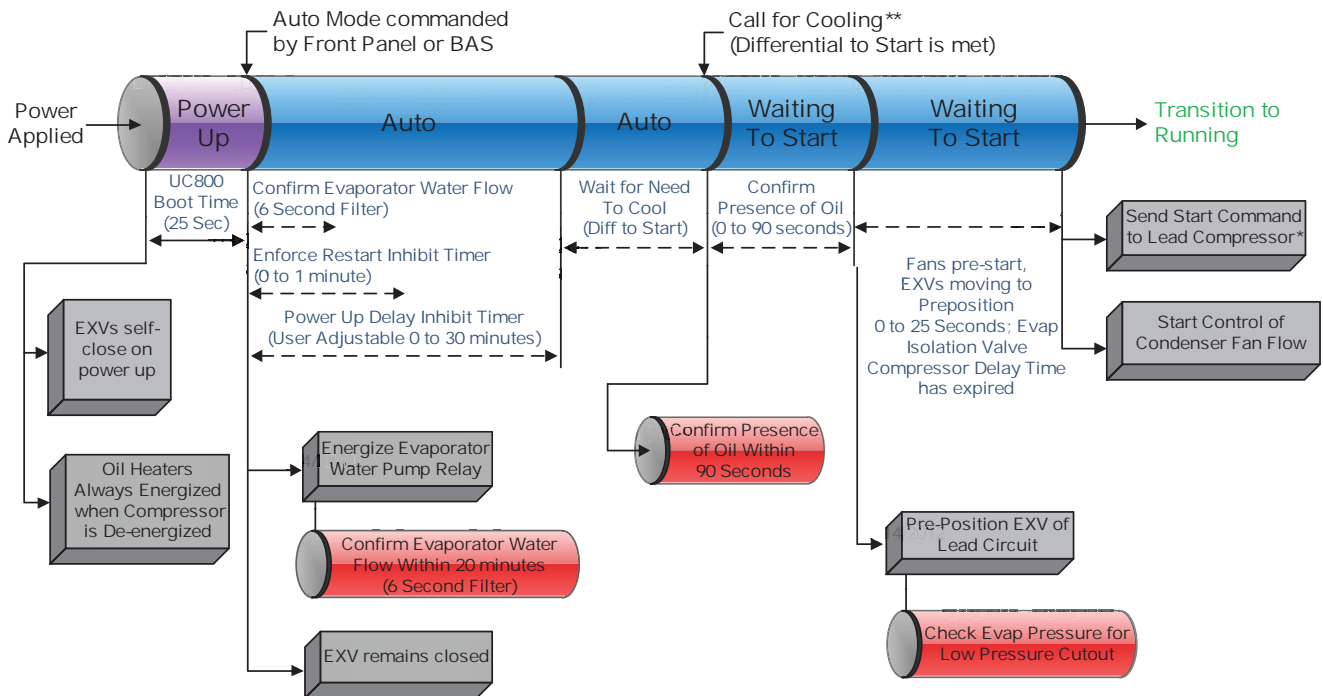 Auto Mode commanded
by Front Panel or BAS
Call for Cooling**
(Differential to Start is met)
Power
Applied
Power
Up
Auto
Auto
Waiting
To Start
Waiting
To Start
Transition to
Running
UC800
Boot Time
(25 Sec)
Confirm Evaporator Water Flow
(6 Second Filter)
Enforce Restart Inhibit Timer
(0 to 1 minute)
Power Up Delay Inhibit Timer
(User Adjustable 0 to 30 minutes)
Wait for Need
To Cool
(Diff to Start)
Confirm
Presence of Oil
(0 to 90 seconds)
Fans pre-start,
EXVs moving to
Preposition
0 to 25 Seconds; Evap
Isolation Valve
Compressor Delay Time
has expired
Send Start Command
to Lead Compressor*
Start Control of
Condenser Fan Flow
EXVs self-
close on
power up
Oil Heaters
Always Energized
when Compressor
is De-energized
Energize Evaporator
Water Pump Relay
Confirm Evaporator Water
Flow Within 20 minutes
(6 Second Filter)
EXV remains closed
Confirm Presence
of Oil Within
90 Seconds
Pre-Position EXV of
Lead Circuit
Check Evap Pressure for
Low Pressure Cutout